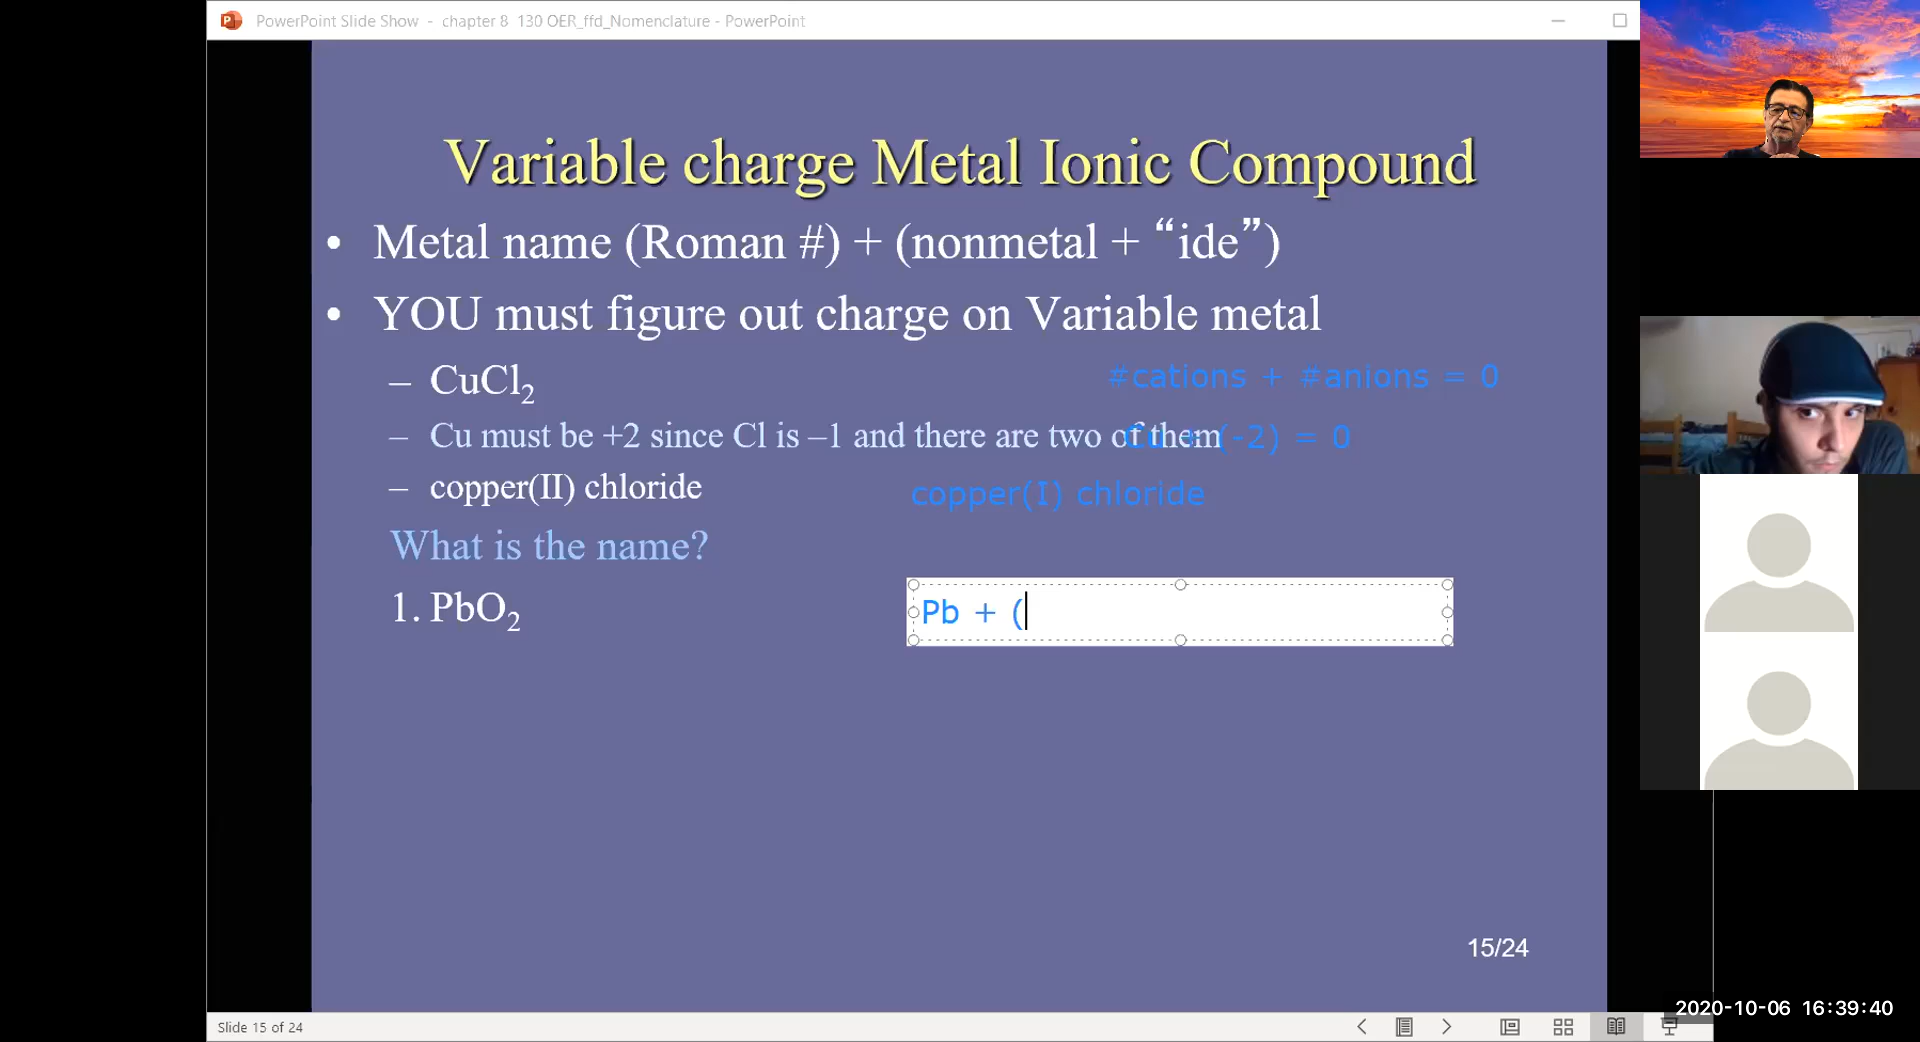 PowerPoint Slide Show - chapter 8 130 OER_ffd_Nomenclature - PowerPoint
Variable charge Metal Ionic Compound
• Metal name (Roman #) + (nonmetal + “ide”)
• YOU must figure out charge on Variable metal
– CuCl2
#cations + #anions = 0
– Cu must be +2 since Cl is –1 and there are two of them
Cu + (-2) = 0
– copper(II) chloride
copper(I) chloride
What is the name?
1. PbO2
Pb + (
15/24
2020-10-06 16:39:40
Slide 15 of 24